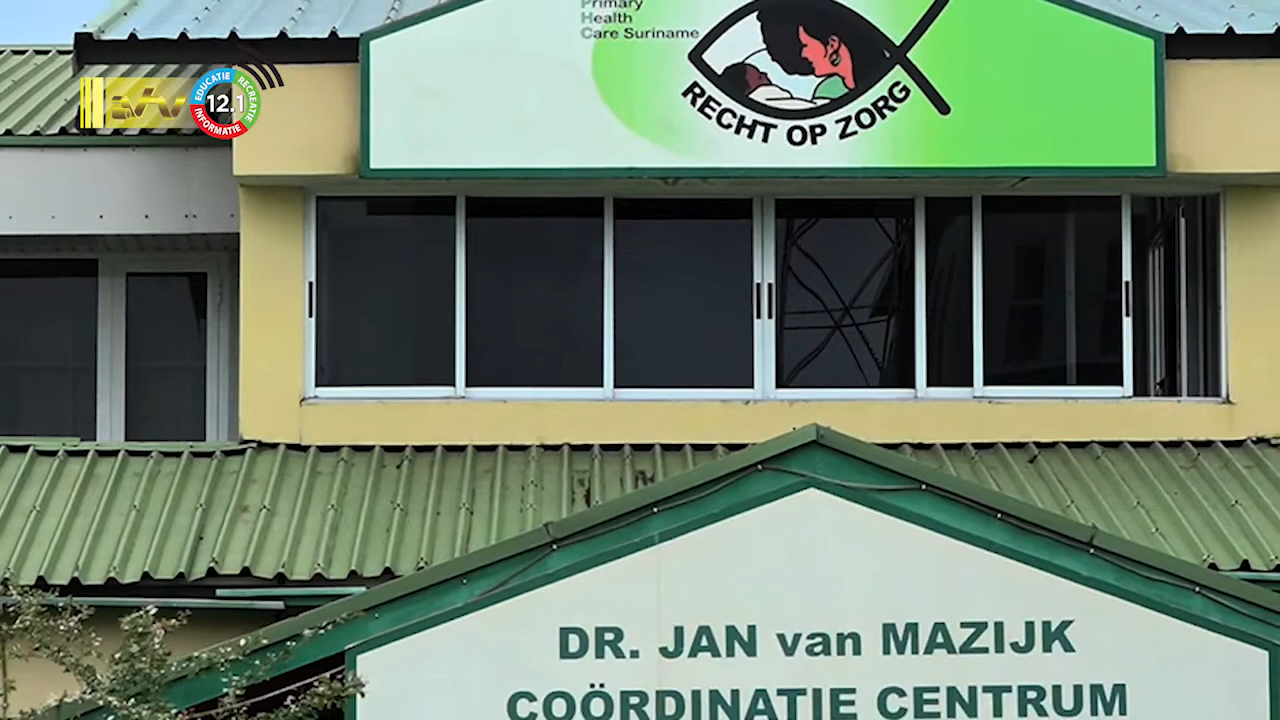 Primary
Health
Care Suriname
RECHT OP ZORG
EDUCATIE
RECREATIE
INFORMATIE
12.1
DR. JAN van MAZIJK
COÖRDINATIE CENTRUM